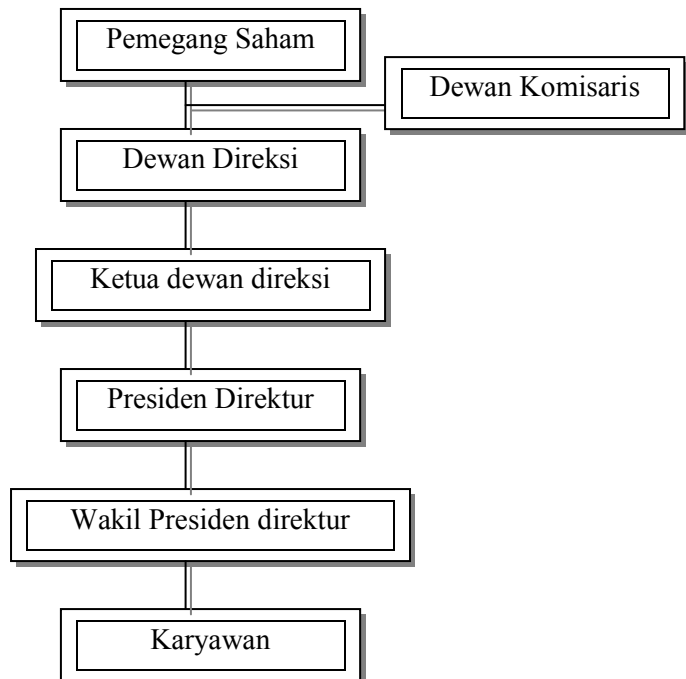 Pemegang Saham
Dewan Komisaris
Dewan Direksi
Ketua dewan direksi
Presiden Direktur
Wakil Presiden direktur
Karyawan